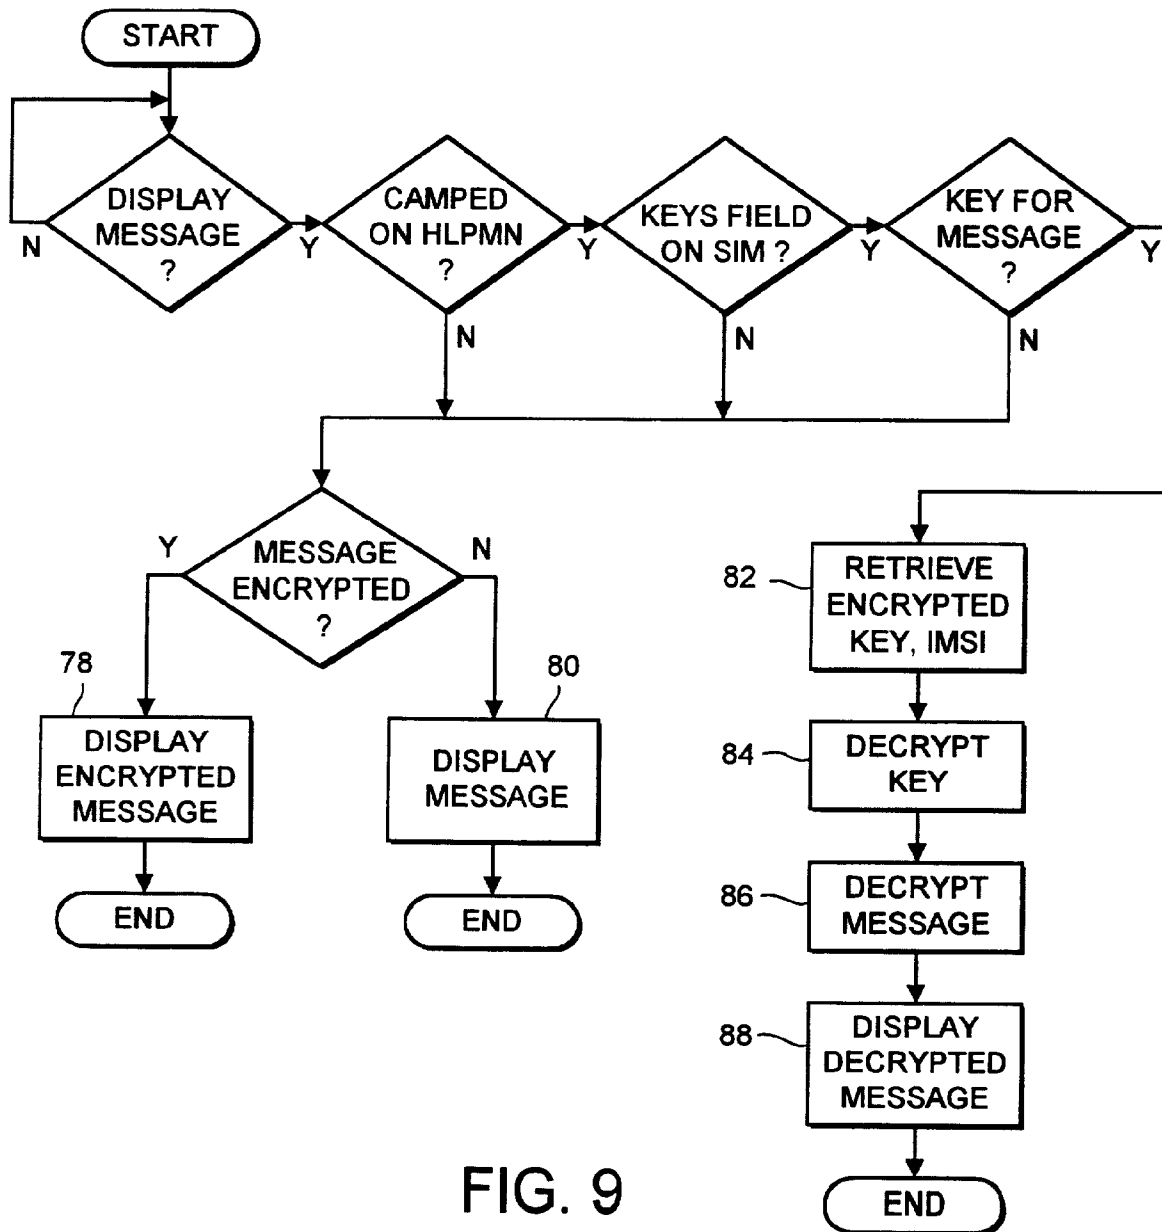 START
DISPLAY
MESSAGE
?
N
Y
CAMPED
ON HLPMN
?
Y
N
KEYS FIELD
ON SIM ?
Y
N
KEY FOR
MESSAGE
?
Y
N
MESSAGE
ENCRYPTED
?
Y
N
78
DISPLAY
ENCRYPTED
MESSAGE
END
80
DISPLAY
MESSAGE
END
82
RETRIEVE
ENCRYPTED
KEY, IMSI
84
DECRYPT
KEY
86
DECRYPT
MESSAGE
88
DISPLAY
DECRYPTED
MESSAGE
END
FIG. 9